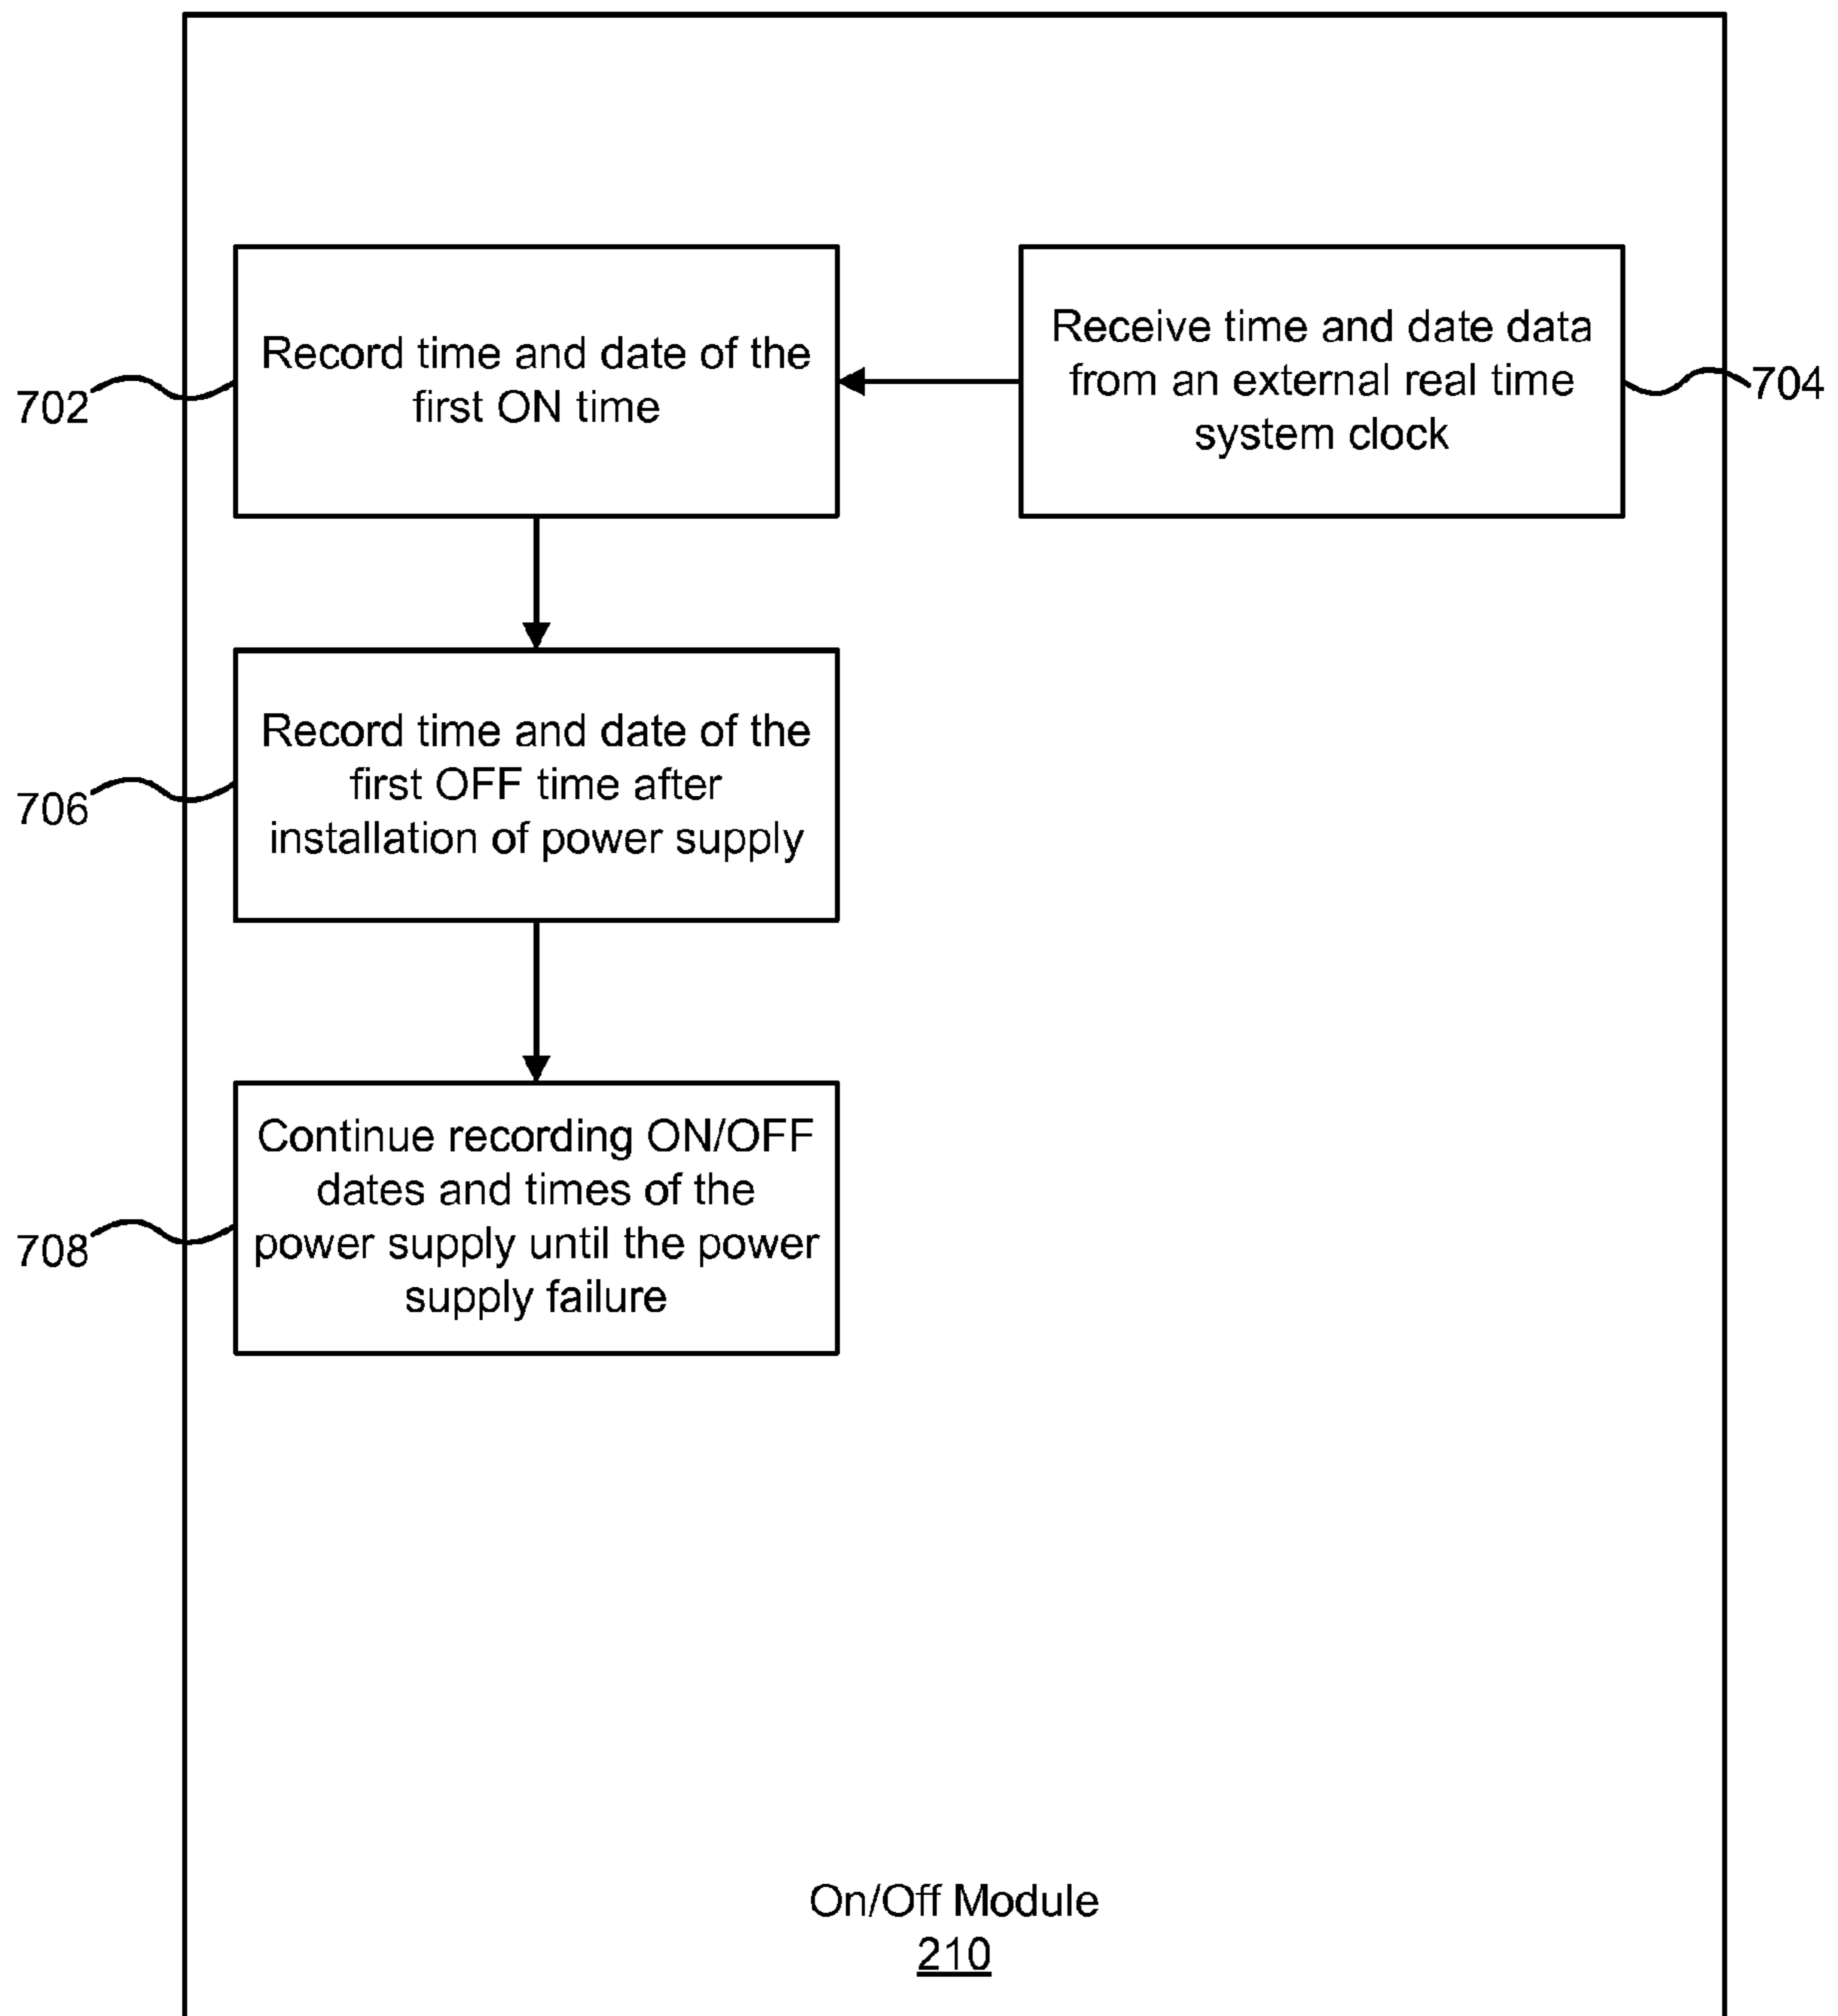 Record time and date of the
first ON time
702
Receive time and date data
from an external real time
system clock
704
Record time and date of the
first OFF time after
installation of power supply
706
Continue recording ON/OFF
dates and times of the
power supply until the power
supply failure
708
On/Off Module
210